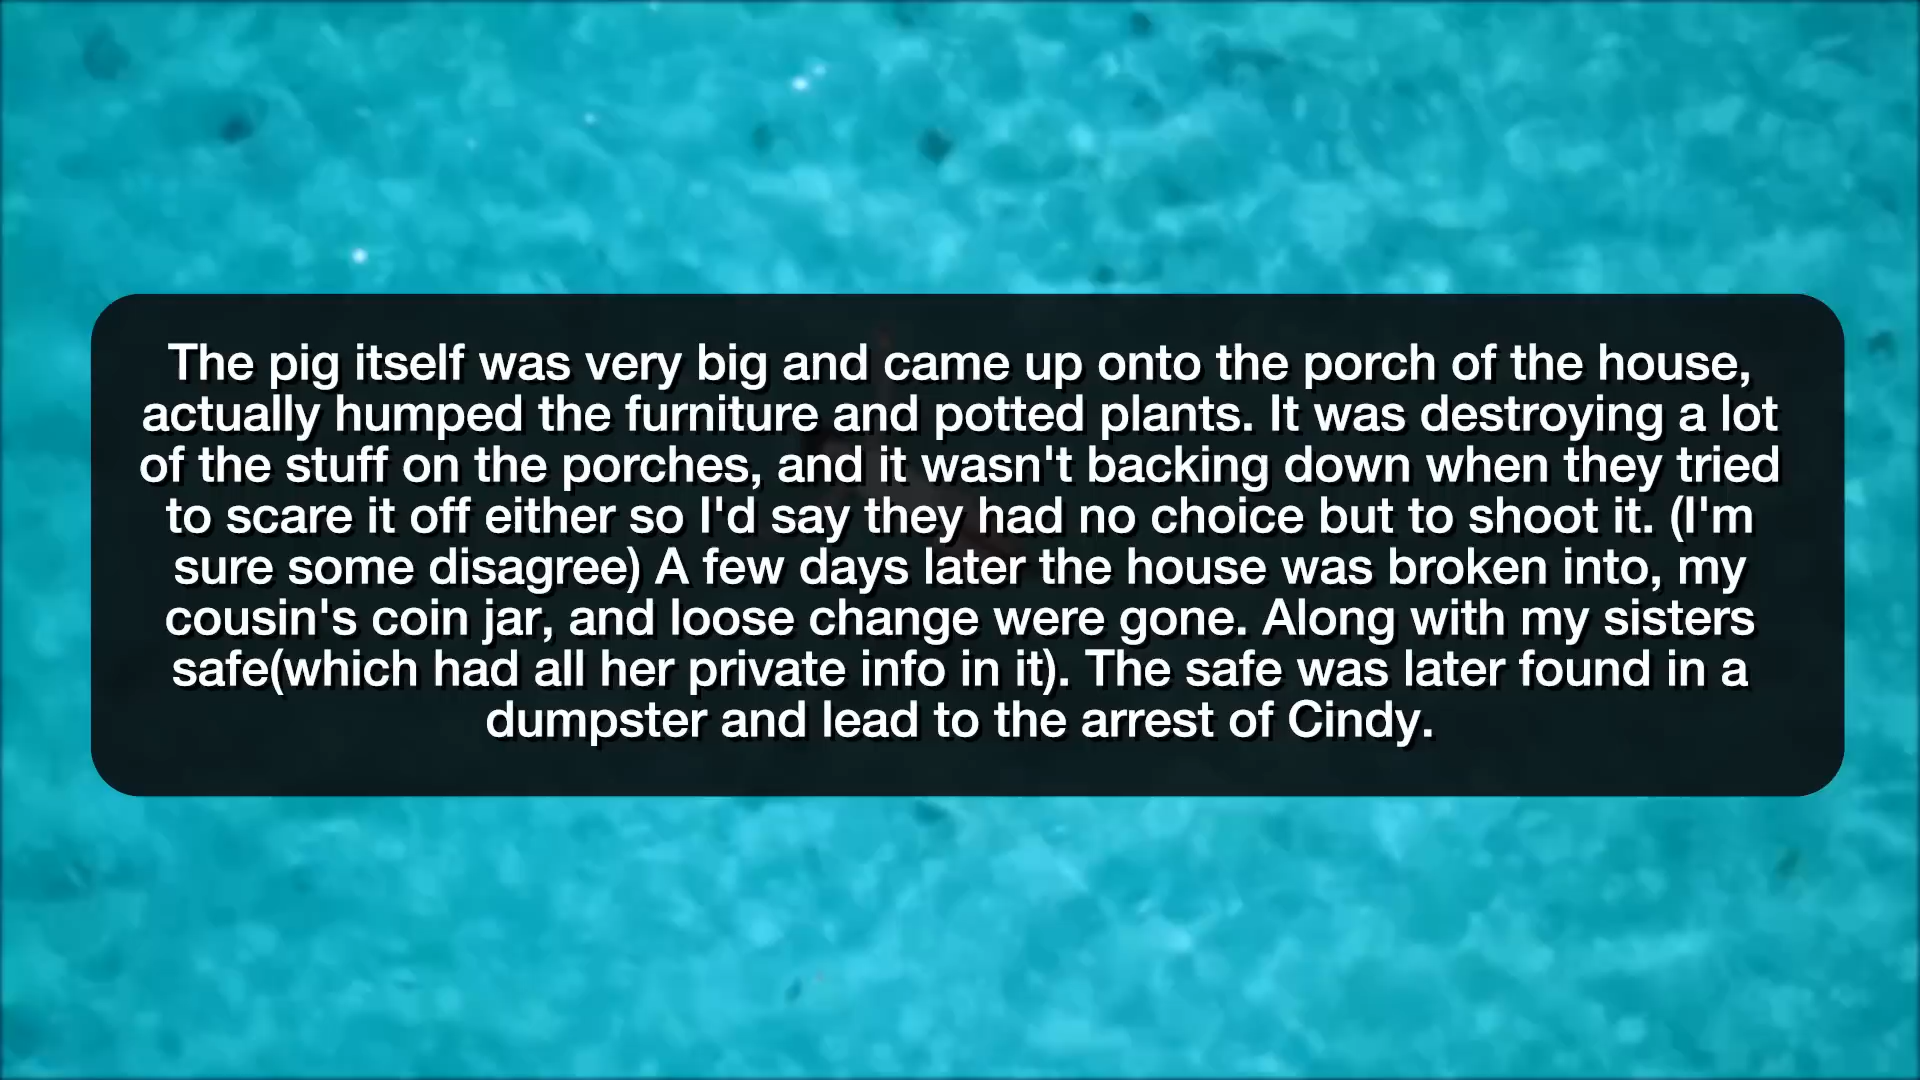 The pig itself was very big and came up onto the porch of the house,
actually humped the furniture and potted plants. It was destroying a lot
of the stuff on the porches, and it wasn't backing down when they tried
to scare it off either so I'd say they had no choice but to shoot it. (I'm
sure some disagree) A few days later the house was broken into, my
cousin's coin jar, and loose change were gone. Along with my sisters
safe(which had all her private info in it). The safe was later found in a
dumpster and lead to the arrest of Cindy.